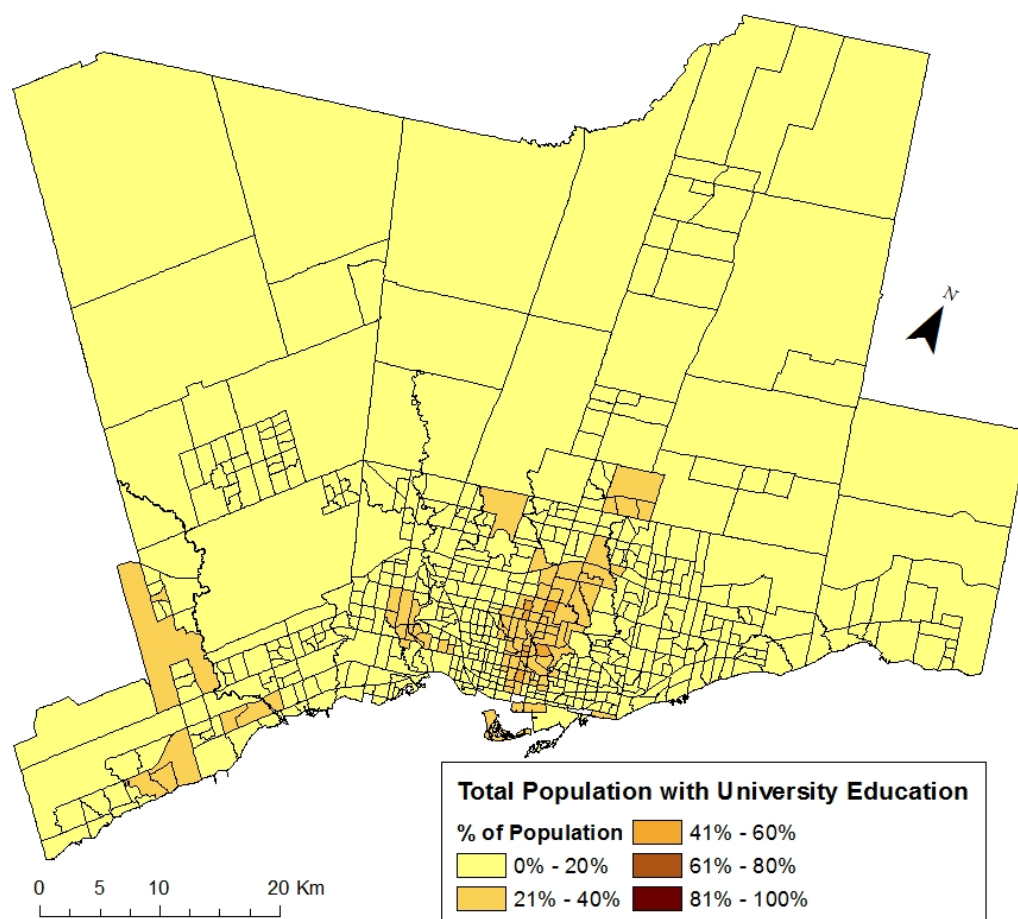 N
Total Population with University Education
% of Population
0% - 20%
21% - 40%
41% - 60%
61% - 80%
81% - 100%
0 5 10 20 Km